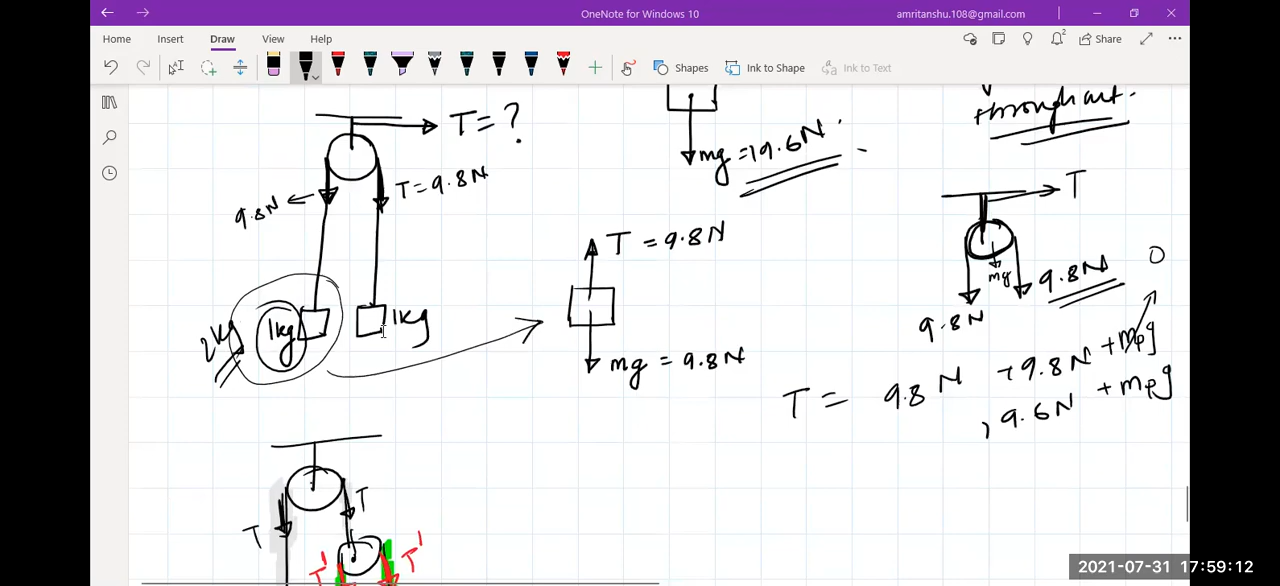 OneNote for Windows 10
amritanshu.108@gmail.com
Home Insert Draw View Help
Share
Shapes
Ink to Shape
Ink to Text
T = ?
T = 9.8N
9.8N
1kg
1kg
2kg
T = 9.8N
mg = 9.8N
mg = 19.6N
throughout.
T
mg
9.8N
9.8N
0
T = 9.8N + 9.8N + mpg
19.6N + mpg
T
T
T'
T'
2021-07-31 17:59:12